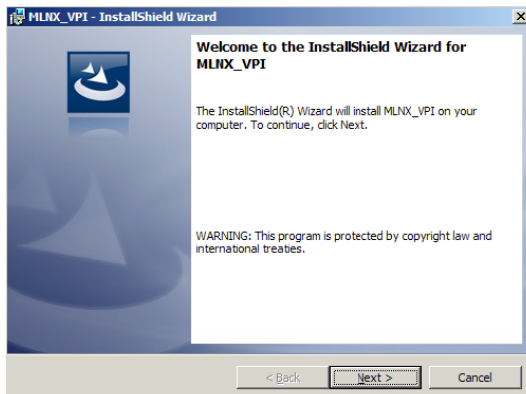 MLNX_VPI - InstallShield Wizard
Welcome to the InstallShield Wizard for
MLNX_VPI
The InstallShield(R) Wizard will install MLNX_VPI on your
computer. To continue, click Next.
WARNING: This program is protected by copyright law and
international treaties.
< Back Next > Cancel